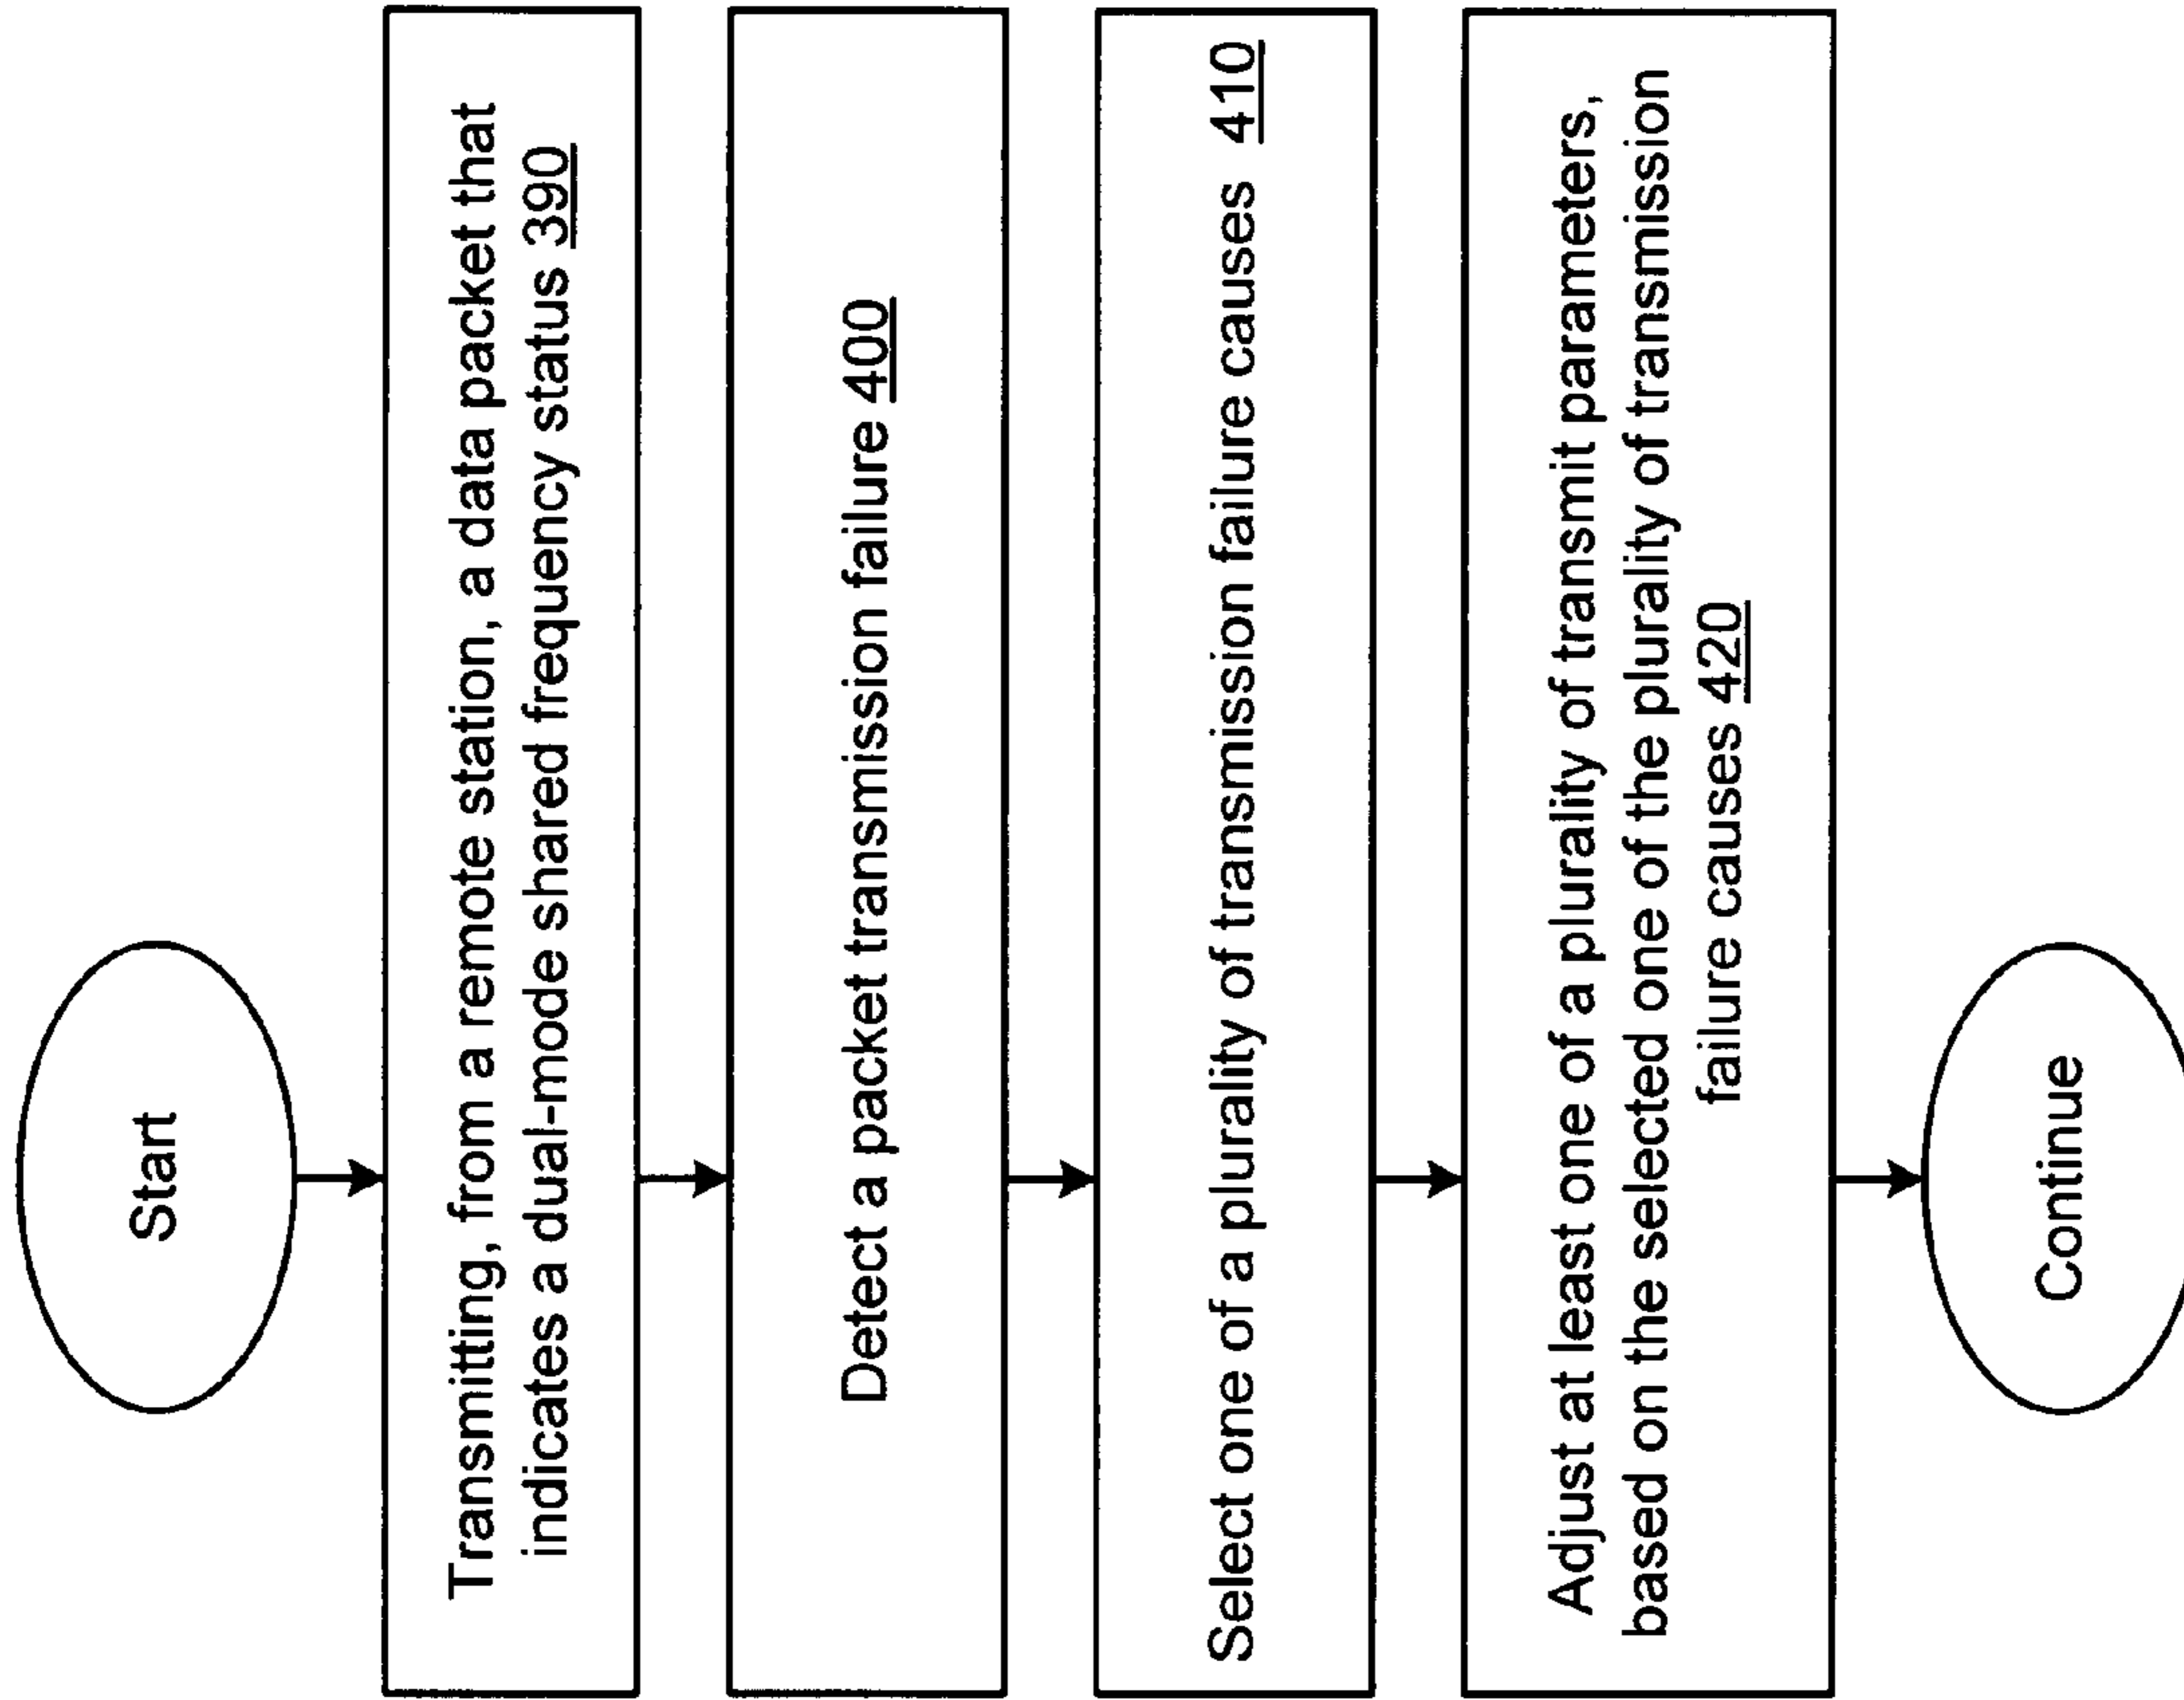 Start
Transmitting, from a remote station, a data packet that
indicates a dual-mode shared frequency status 390
Detect a packet transmission failure 400
Select one of a plurality of transmission failure causes 410
Adjust at least one of a plurality of transmit parameters,
based on the selected one of the plurality of transmission
failure causes 420
Continue